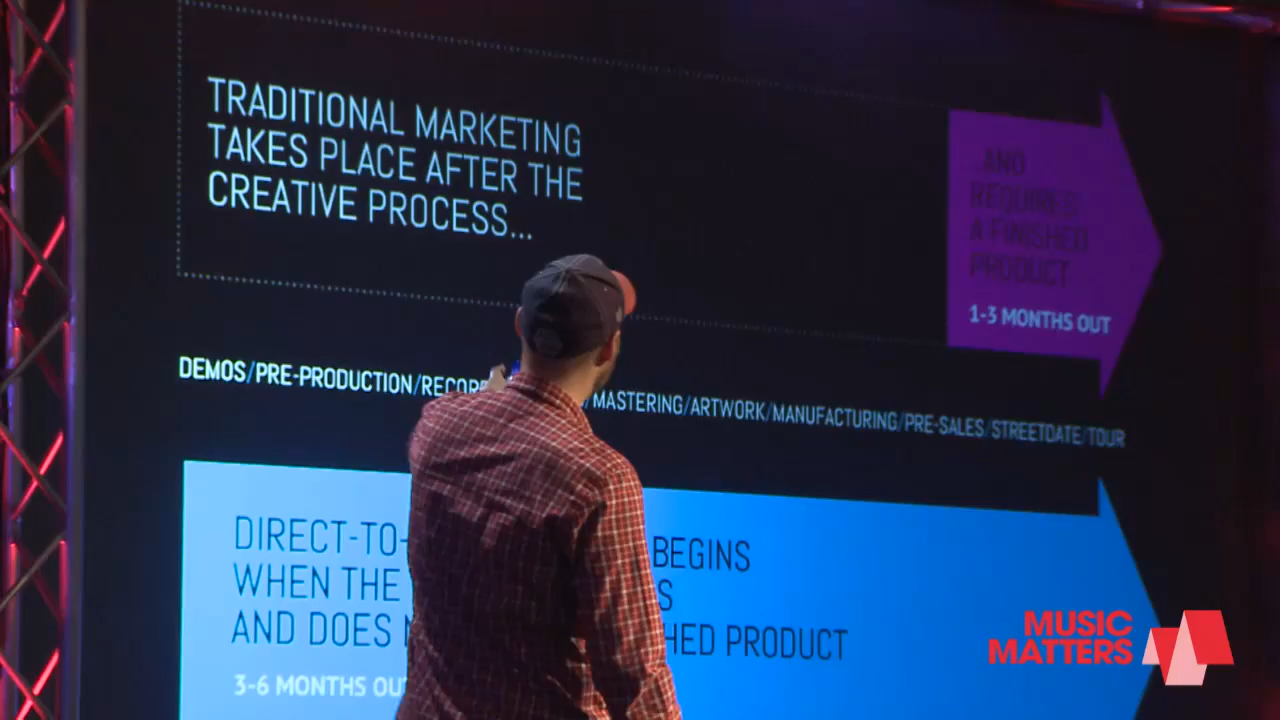 TRADITIONAL MARKETING
TAKES PLACE AFTER THE
CREATIVE PROCESS...
...AND
REQUIRES
A FINISHED
PRODUCT
1-3 MONTHS OUT
DEMOS/PRE-PRODUCTION/RECOR /MASTERING/ARTWORK/MANUFACTURING/PRE-SALES/STREETDATE/TOUR
DIRECT-TO- BEGINS
WHEN THE S
AND DOES HED PRODUCT
3-6 MONTHS OU
MUSIC
MATTERS